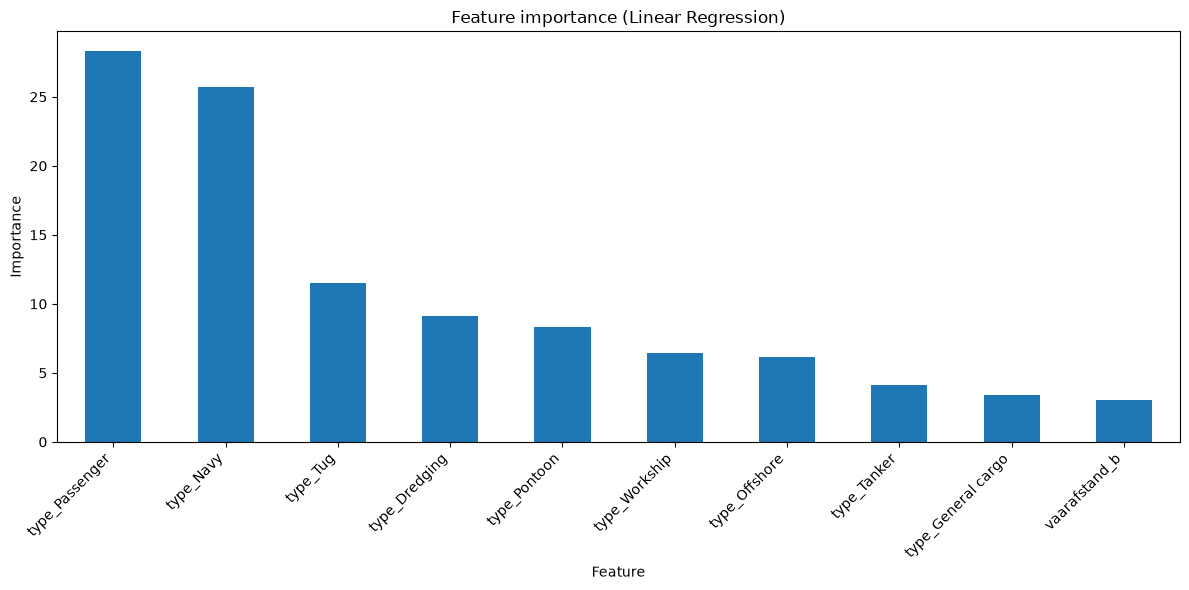 Feature importance (Linear Regression)
Importance
25
20
15
10
5
0
type_Passenger
type_Navy
type_Tug
type_Dredging
type_Pontoon
type_Workship
type_Offshore
type_Tanker
type_General cargo
vaarafstand_b
Feature